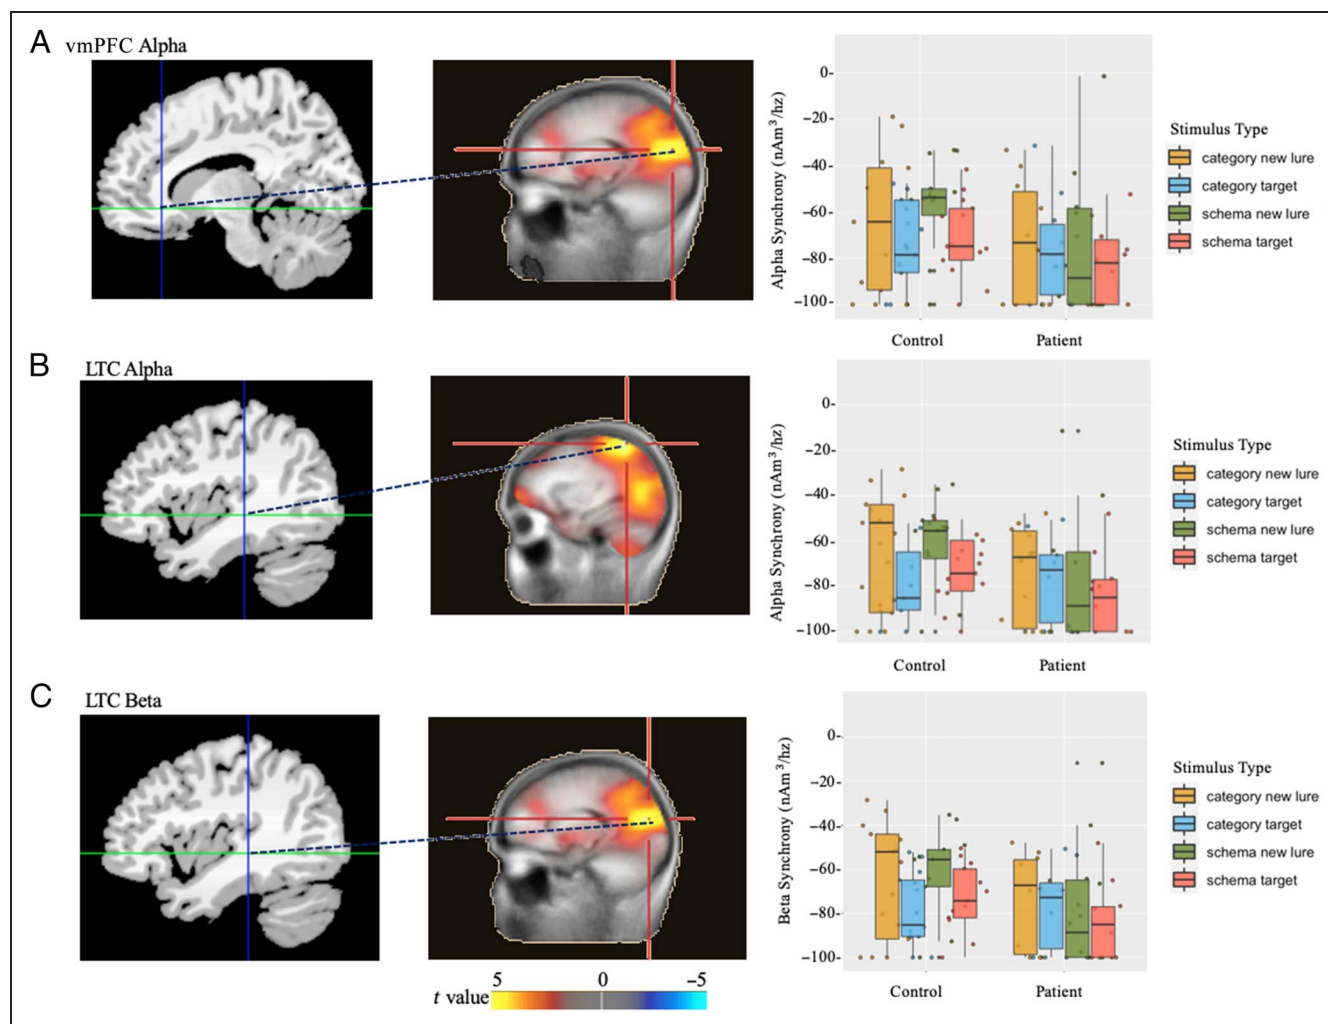 A vmPFC Alpha
Alpha Synchrony (nAm³/hz)
0-
-20-
-40-
-60-
-80-
-100-
Control Patient
Stimulus Type
category new lure
category target
schema new lure
schema target
B LTC Alpha
Alpha Synchrony (nAm³/hz)
0-
-20-
-40-
-60-
-80-
-100-
Control Patient
Stimulus Type
category new lure
category target
schema new lure
schema target
C LTC Beta
Beta Synchrony (nAm³/hz)
0-
-20-
-40-
-60-
-80-
-100-
Control Patient
Stimulus Type
category new lure
category target
schema new lure
schema target
5 0 -5
t value